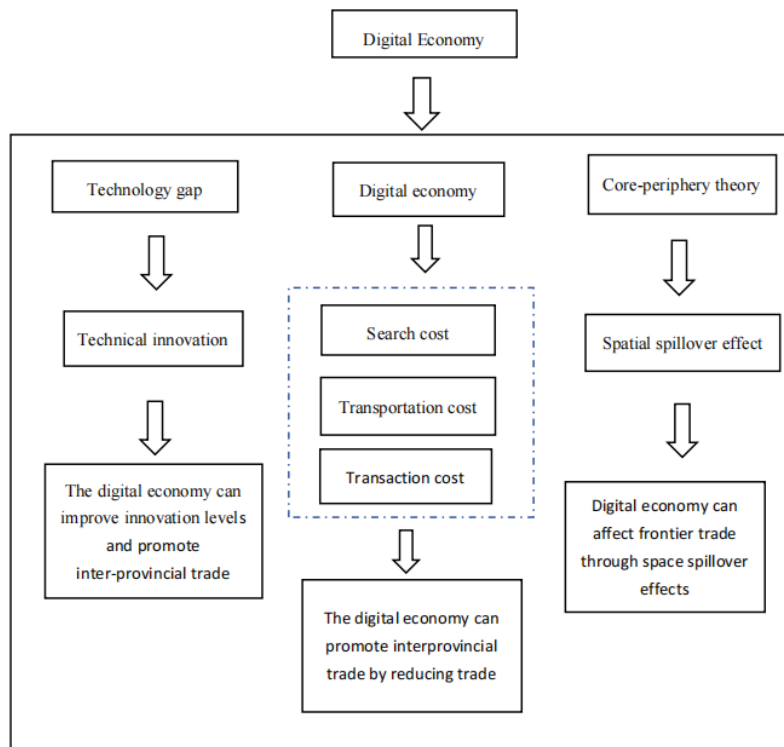 Digital Economy
Technology gap
Technical innovation
The digital economy can
improve innovation levels
and promote
inter-provincial trade
Digital economy
Search cost
Transportation cost
Transaction cost
The digital economy can
promote interprovincial
trade by reducing trade
Core-periphery theory
Spatial spillover effect
Digital economy can
affect frontier trade
through space spillover
effects